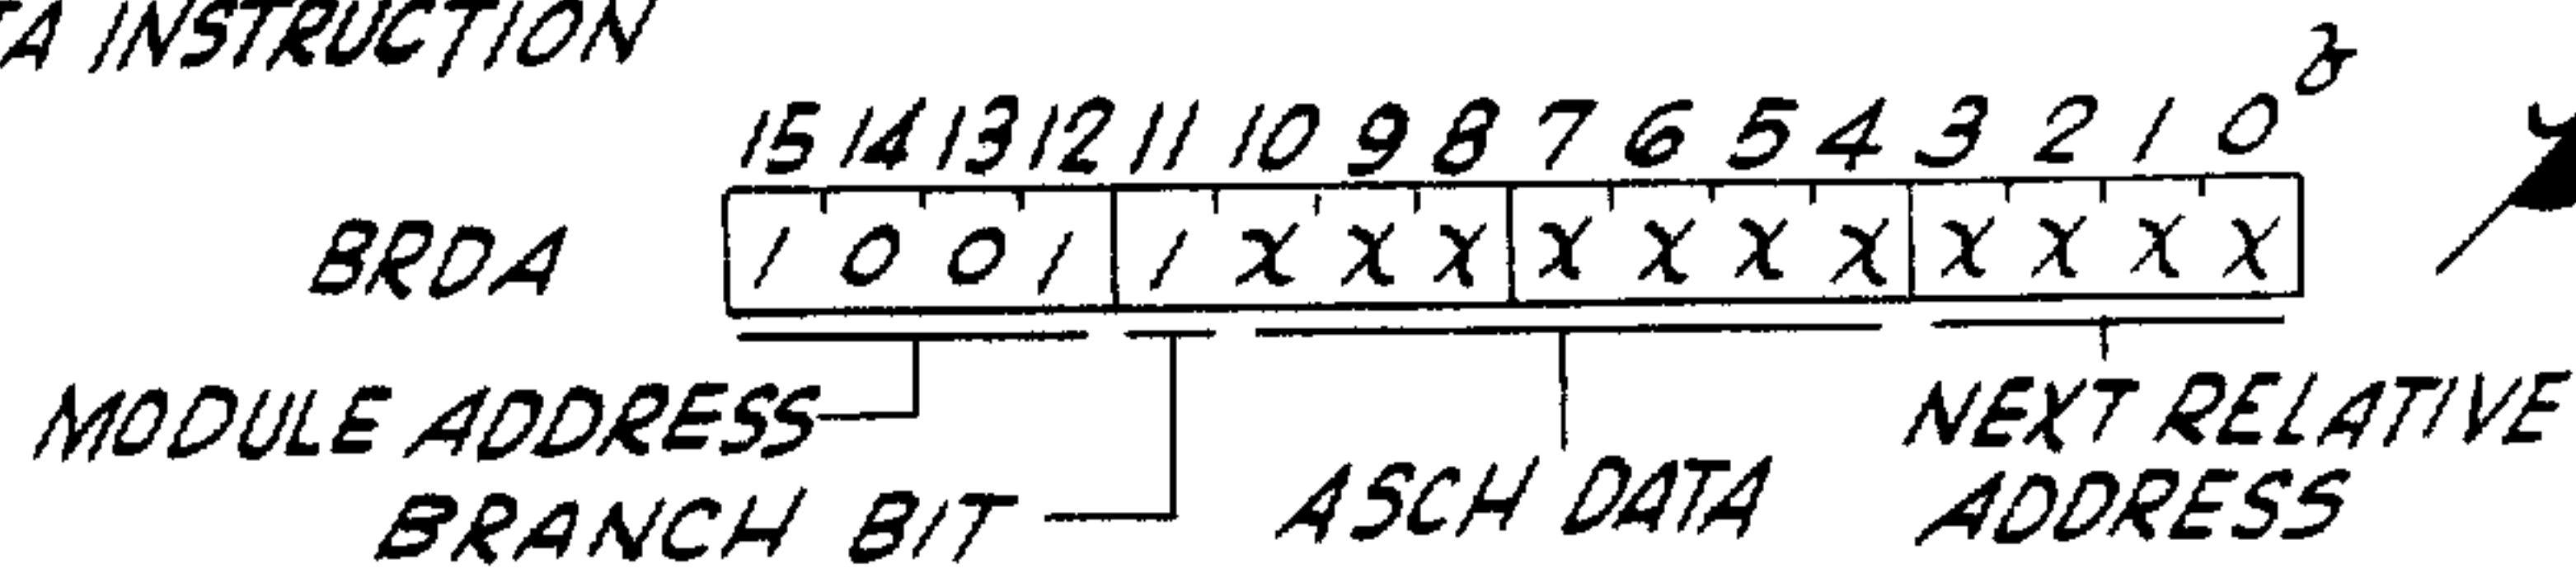 A INSTRUCTION
15 14 13 12 11 10 9 8 7 6 5 4 3 2 1 0
BRDA 1 0 0 1 1 X X X X X X X X X X X
MODULE ADDRESS
BRANCH BIT
ASCH DATA
NEXT RELATIVE
ADDRESS